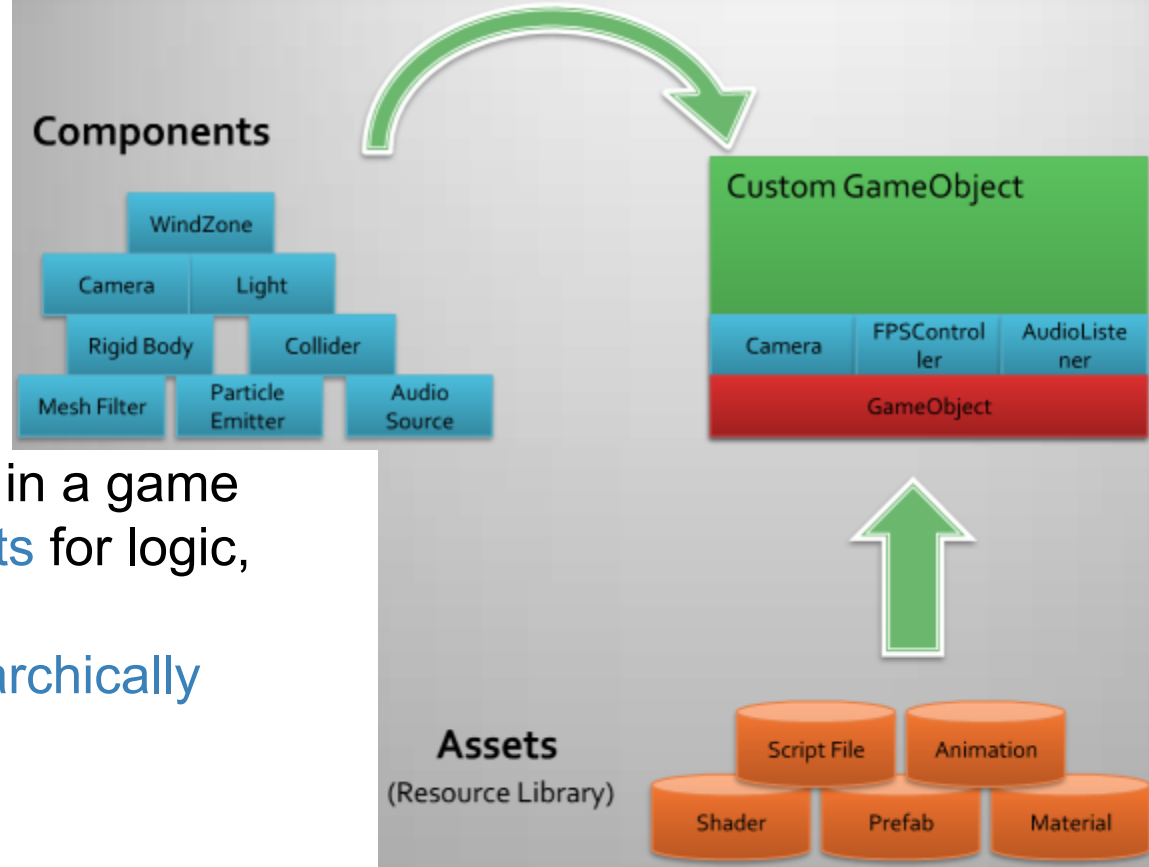 Components
WindZone
Camera
Light
Rigid Body
Collider
Mesh Filter
Particle
Emitter
Audio
Source
Custom GameObject
Camera
FPSControl
ler
AudioListe
ner
GameObject
in a game
ts for logic,
archically
Assets
(Resource Library)
Script File
Animation
Shader
Prefab
Material